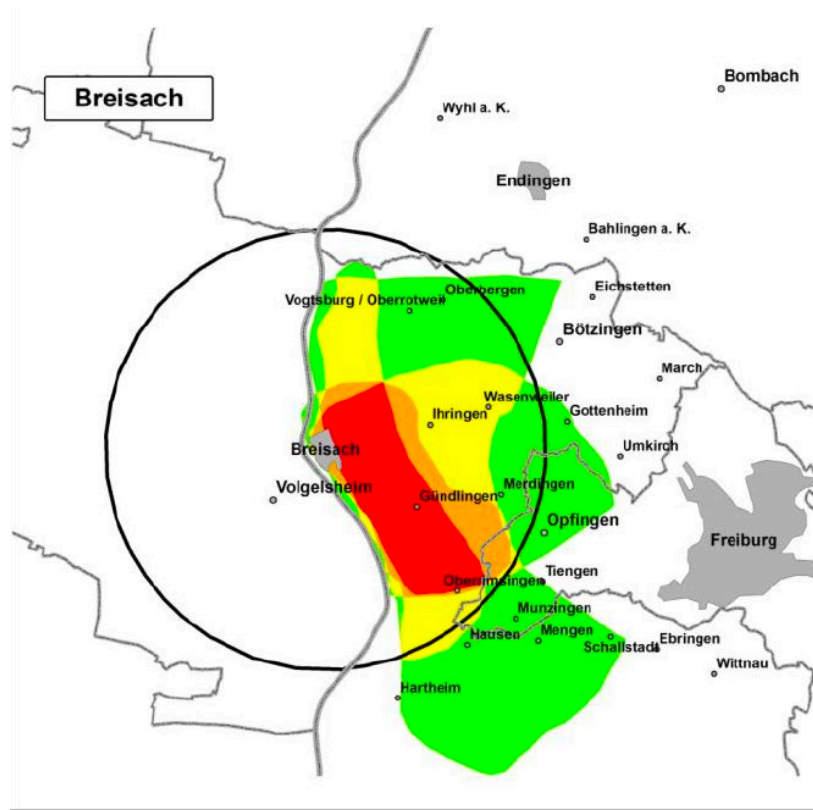 Breisach
Bombach
Wyhl a. K.
Endingen
Bahlingen a. K.
Eichstetten
Oberbergen
Vogtsburg / Oberrotweil
Bötzingen
March
Wasenweiler
Ihringen
Gottenheim
Breisach
Umkirch
Volgelsheim
Merdingen
Gündlingen
Opfingen
Freiburg
Tiengen
Oberrimsingen
Munzingen
Mengen
Hausen
Schallstadt
Ebringen
Wittnau
Hartheim